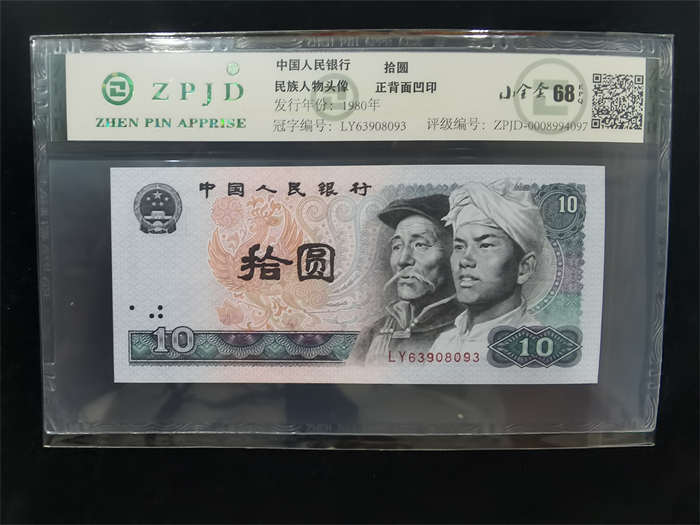 ZPJD
ZHEN PIN APPRISE
中国人民银行 拾圆
民族人物头像 正背面凹印
发行年份：1980年
冠字编号：LY63908093 评级编号：ZPJD-0008994097
68
EPQ
中国人民银行
10
拾圆
10
LY63908093
10